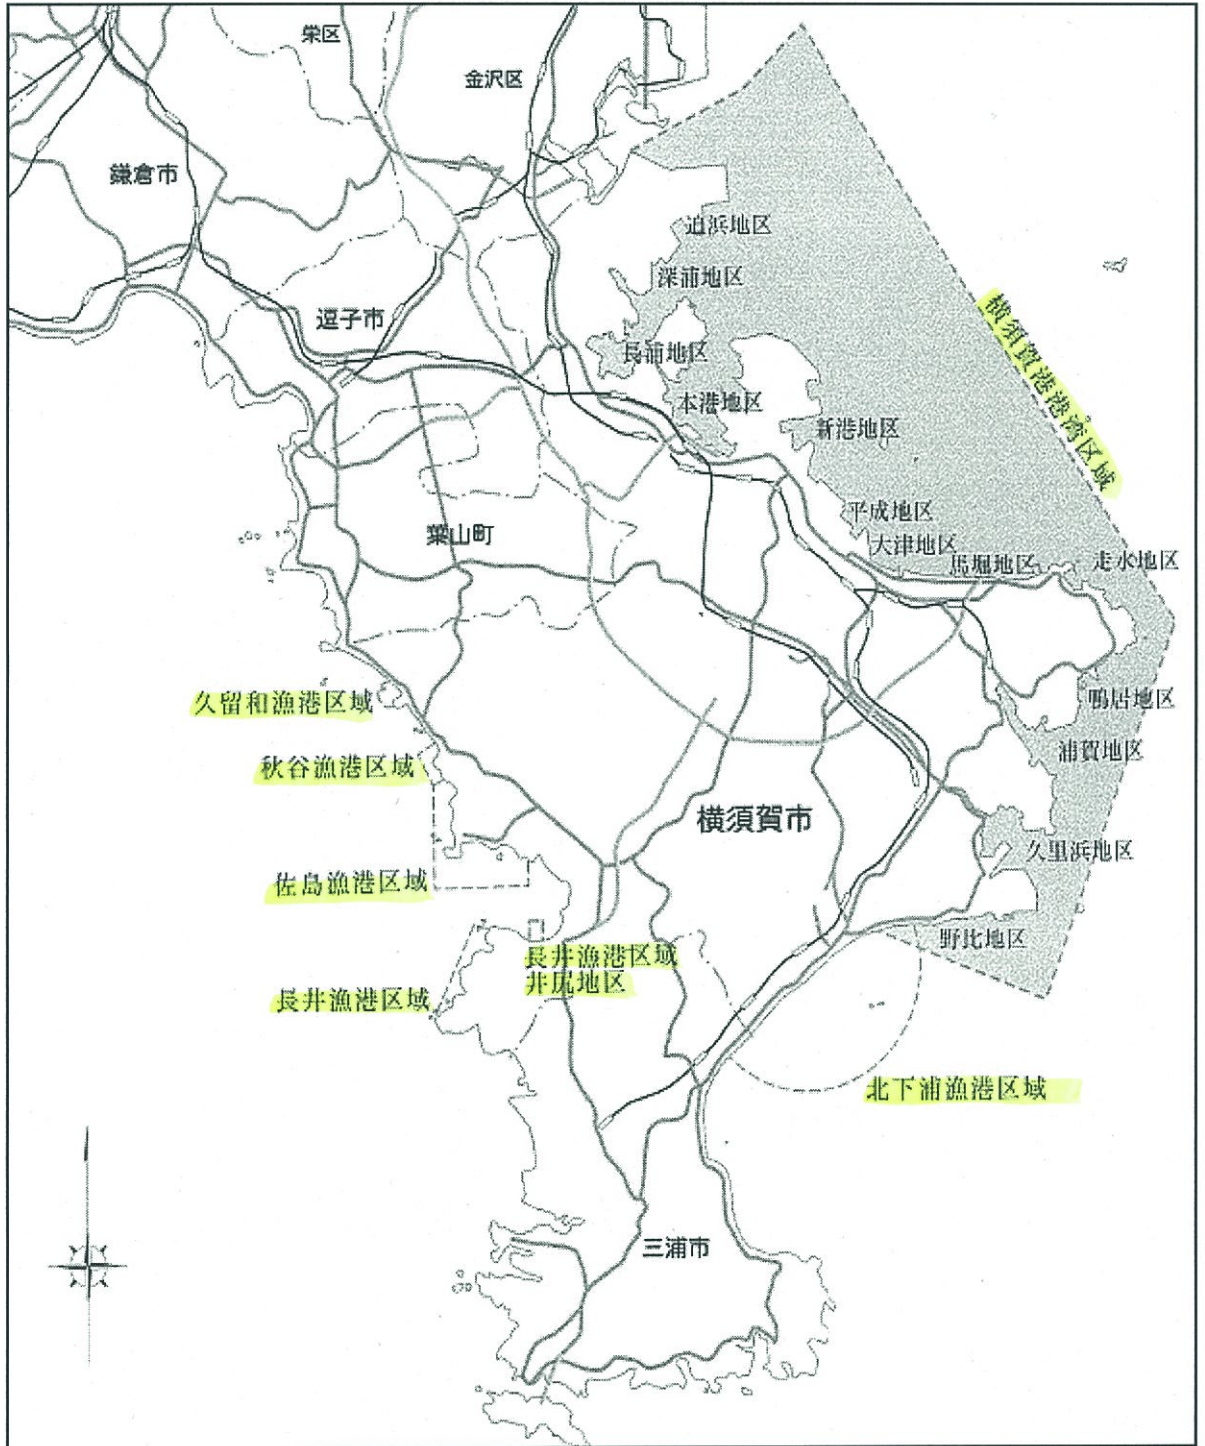 栄区
金沢区
鎌倉市
追浜地区
深浦地区
横須賀港港湾区域
逗子市
長浦地区
本港地区
新港地区
平成地区
葉山町
大津地区
馬堀地区
走水地区
久留和漁港区域
鴨居地区
浦賀地区
秋谷漁港区域
横須賀市
久里浜地区
佐島漁港区域
野比地区
長井漁港区域
井尻地区
長井漁港区域
北下浦漁港区域
三浦市